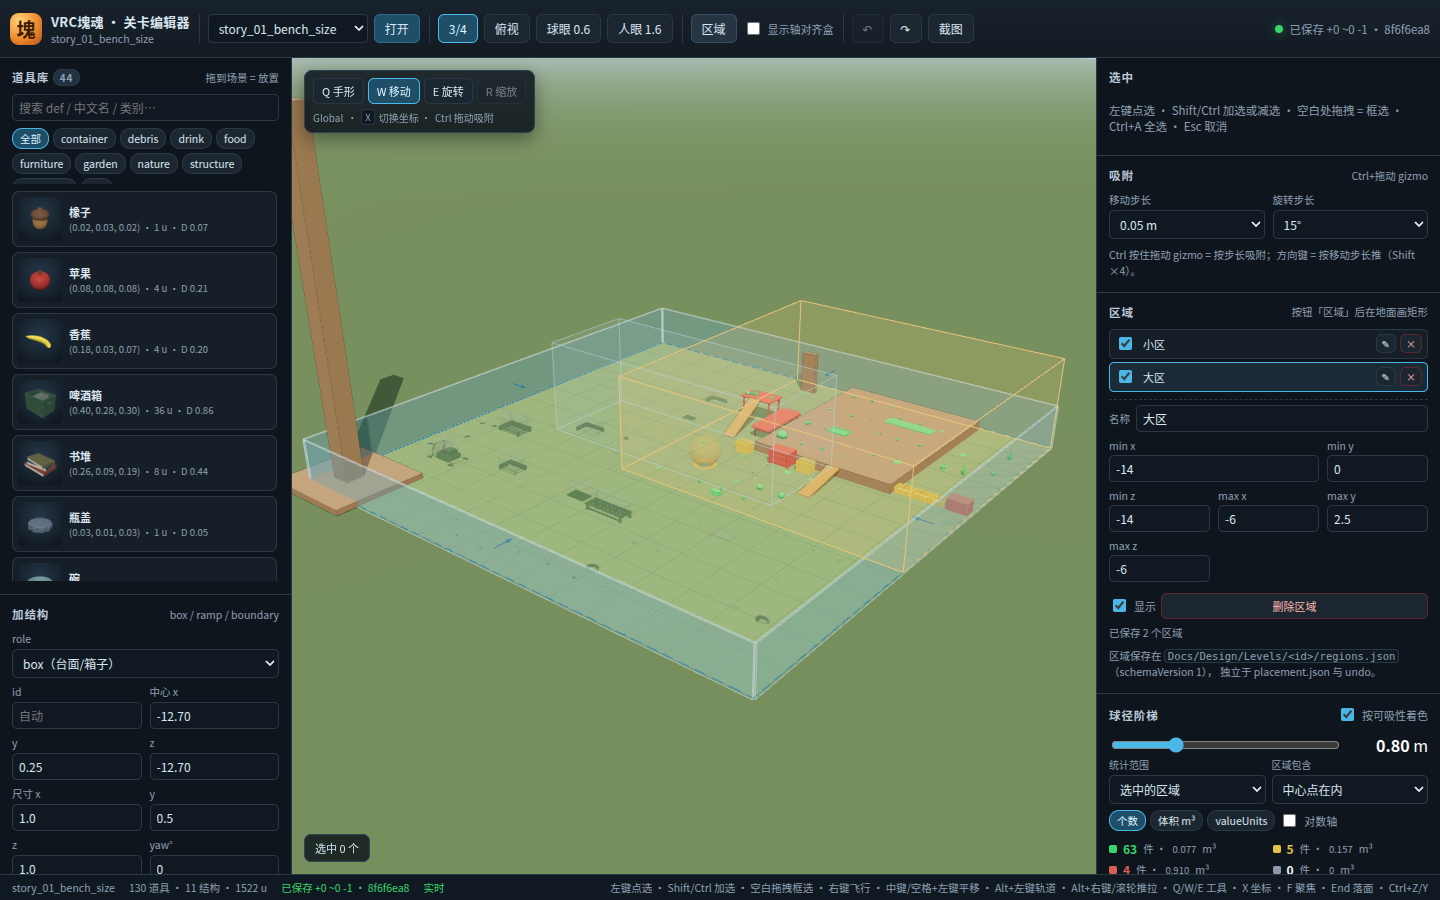 塊 VRC塊魂 · 关卡编辑器
story_01_bench_size
story_01_bench_size 打开 3/4 俯视 球眼 0.6 人眼 1.6 区域 显示轴对齐盒 ↶ ↷ 截图
已保存 +0 ~0 -1 · 8f6f6ea8
道具库 44 拖到场景 = 放置
搜索 def / 中文名 / 类别…
全部 container debris drink food
furniture garden nature structure
橡子
(0.02, 0.03, 0.02) · 1 u · D 0.07
苹果
(0.08, 0.08, 0.08) · 4 u · D 0.21
香蕉
(0.18, 0.03, 0.07) · 4 u · D 0.20
啤酒箱
(0.40, 0.28, 0.30) · 36 u · D 0.86
书堆
(0.26, 0.09, 0.19) · 8 u · D 0.44
瓶盖
(0.03, 0.01, 0.03) · 1 u · D 0.05
碗
加结构 box / ramp / boundary
role
box（台面/箱子）
id 中心 x
自动 -12.70
y z
0.25 -12.70
尺寸 x y
1.0 0.5
z yaw°
1.0 0
Q 手形 W 移动 E 旋转 R 缩放
Global · X 切换坐标 · Ctrl 拖动吸附
选中 0 个
选中
左键点选 · Shift/Ctrl 加选或减选 · 空白处拖拽 = 框选 ·
Ctrl+A 全选 · Esc 取消
吸附 Ctrl+拖动 gizmo
移动步长 旋转步长
0.05 m 15°
Ctrl 按住拖动 gizmo = 按步长吸附；方向键 = 按移动步长推（Shift
×4）。
区域 按钮「区域」后在地面画矩形
小区 ✎ ×
大区 ✎ ×
名称 大区
min x min y
-14 0
min z max x max y
-14 -6 2.5
max z
-6
显示 删除区域
已保存 2 个区域
区域保存在 Docs/Design/Levels/<id>/regions.json
（schemaVersion 1），独立于 placement.json 与 undo。
球径阶梯 按可吸性着色
0.80 m
统计范围 区域包含
选中的区域 中心点在内
个数 体积 m³ valueUnits 对数轴
63 件 · 0.077 m³ 5 件 · 0.157 m³
4 件 · 0.910 m³ 0 件 · 0 m³
story_01_bench_size 130 道具 · 11 结构 · 1522 u 已保存 +0 ~0 -1 · 8f6f6ea8 实时
左键点选 · Shift/Ctrl 加选 · 空白拖拽框选 · 右键飞行 · 中键/空格+左键平移 · Alt+左键轨道 · Alt+右键/滚轮推拉 · Q/W/E 工具 · X 坐标 · F 聚焦 · End 落面 · Ctrl+Z/Y